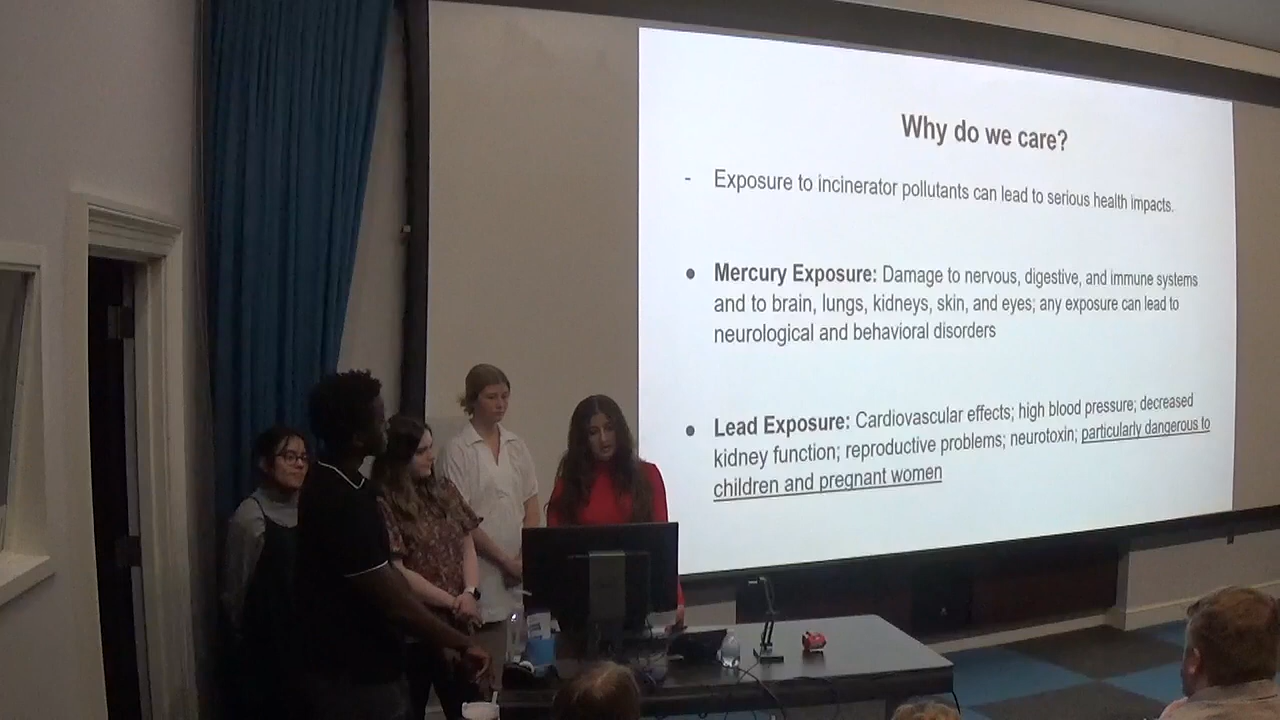 Why do we care?
- Exposure to incinerator pollutants can lead to serious health impacts.
● Mercury Exposure: Damage to nervous, digestive, and immune systems
and to brain, lungs, kidneys, skin, and eyes; any exposure can lead to
neurological and behavioral disorders
● Lead Exposure: Cardiovascular effects; high blood pressure; decreased
kidney function; reproductive problems; neurotoxin; particularly dangerous to
children and pregnant women